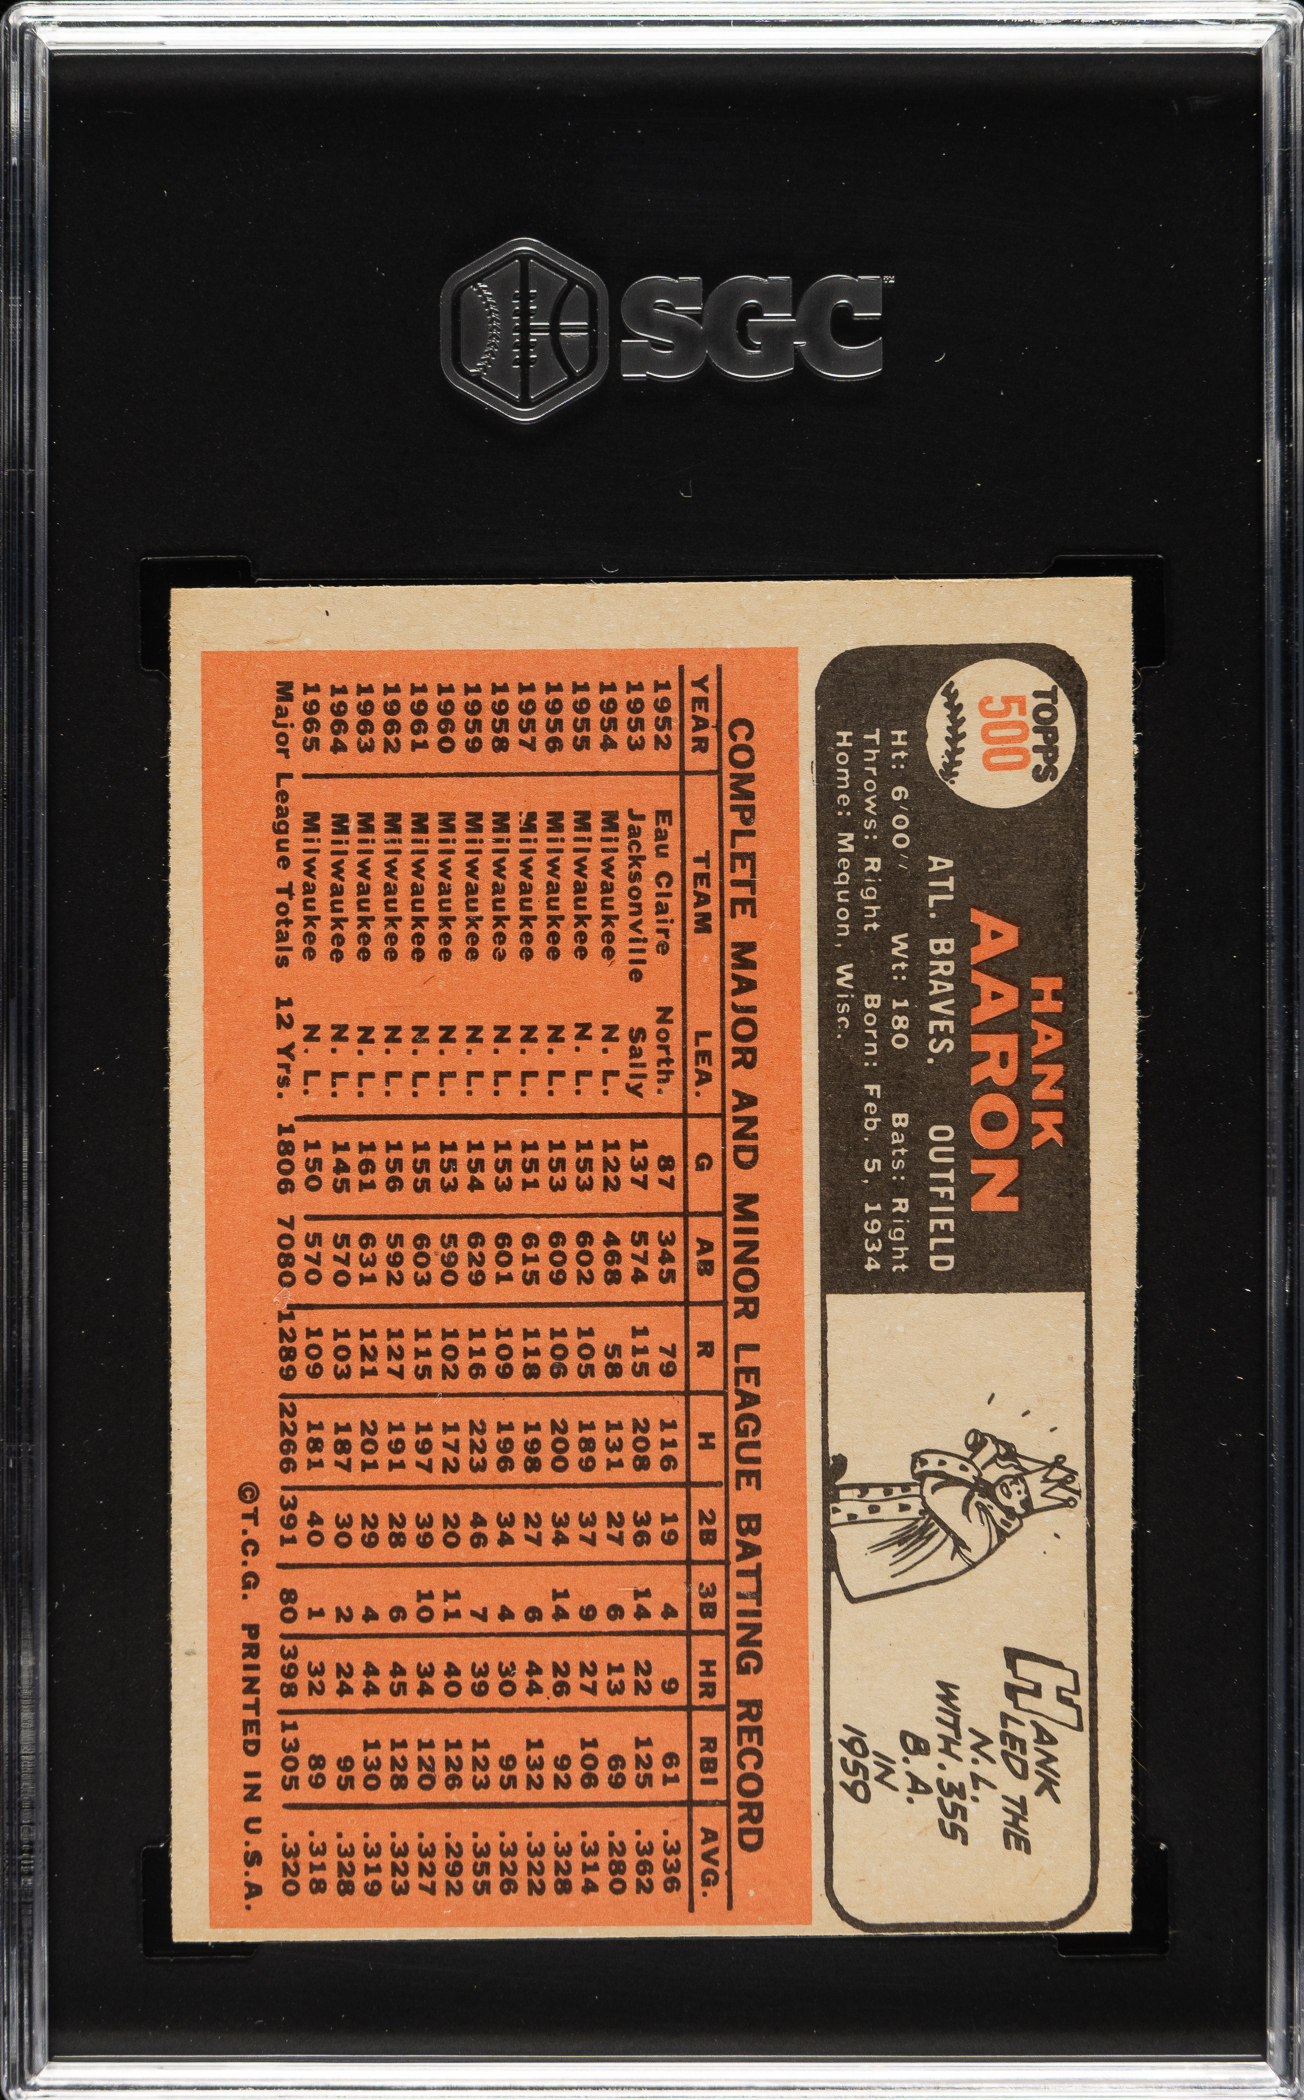 SGC™
TOPPS
500
HANK
AARON
ATL. BRAVES. OUTFIELD
Ht: 6'00" Wt: 180 Bats: Right
Throws: Right Born: Feb. 5, 1934
Home: Mequon, Wisc.
HANK
LED THE
N.L.
WITH .355
B.A.
IN
1959
COMPLETE MAJOR AND MINOR LEAGUE BATTING RECORD
YEAR TEAM LEA. G AB R H 2B 3B HR RBI AVG.
1952 Eau Claire North. 87 345 79 116 19 4 9 61 .336
1953 Jacksonville Sally 137 574 115 208 36 14 22 125 .362
1954 Milwaukee N. L. 122 468 58 131 27 6 13 69 .280
1955 Milwaukee N. L. 153 602 105 189 37 9 27 106 .314
1956 Milwaukee N. L. 153 609 106 200 34 14 26 92 .328
1957 Milwaukee N. L. 151 615 118 198 27 6 44 132 .322
1958 Milwaukee N. L. 153 601 109 196 34 4 30 95 .326
1959 Milwaukee N. L. 154 629 116 223 46 7 39 123 .355
1960 Milwaukee N. L. 153 590 102 172 20 11 40 126 .292
1961 Milwaukee N. L. 155 603 115 197 39 10 34 120 .327
1962 Milwaukee N. L. 156 592 127 191 28 6 45 128 .323
1963 Milwaukee N. L. 161 631 121 201 29 4 44 130 .319
1964 Milwaukee N. L. 145 570 103 187 30 2 24 95 .328
1965 Milwaukee N. L. 150 570 109 181 40 1 32 89 .318
Major League Totals 12 Yrs. 1806 7080 1289 2266 391 80 398 1305 .320
©T.C.G. PRINTED IN U.S.A.